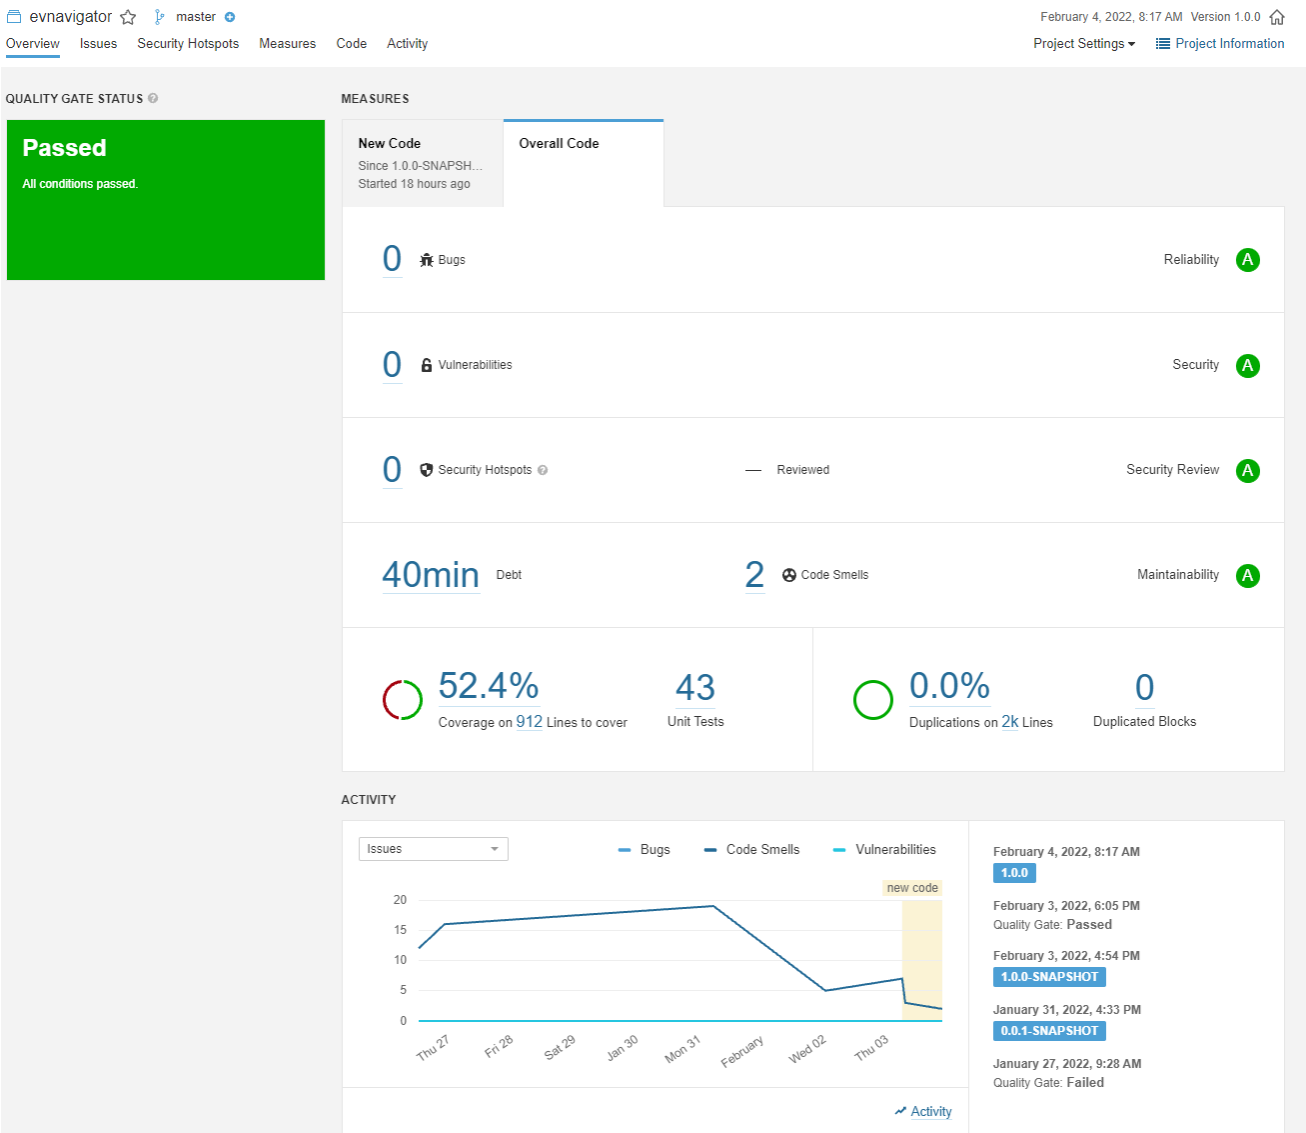 evnavigator master
February 4, 2022, 8:17 AM Version 1.0.0
Overview Issues Security Hotspots Measures Code Activity
Project Settings Project Information
QUALITY GATE STATUS
Passed
All conditions passed.
MEASURES
New Code
Since 1.0.0-SNAPSH...
Started 18 hours ago
Overall Code
0 Bugs Reliability A
0 Vulnerabilities Security A
0 Security Hotspots — Reviewed Security Review A
40min Debt 2 Code Smells Maintainability A
52.4%
Coverage on 912 Lines to cover
43
Unit Tests
0.0%
Duplications on 2k Lines
0
Duplicated Blocks
ACTIVITY
Issues
Bugs Code Smells Vulnerabilities
new code
20
15
10
5
0
Thu 27 Fri 28 Sat 29 Jan 30 Mon 31 February Wed 02 Thu 03
Activity
February 4, 2022, 8:17 AM
1.0.0
February 3, 2022, 6:05 PM
Quality Gate: Passed
February 3, 2022, 4:54 PM
1.0.0-SNAPSHOT
January 31, 2022, 4:33 PM
0.0.1-SNAPSHOT
January 27, 2022, 9:28 AM
Quality Gate: Failed